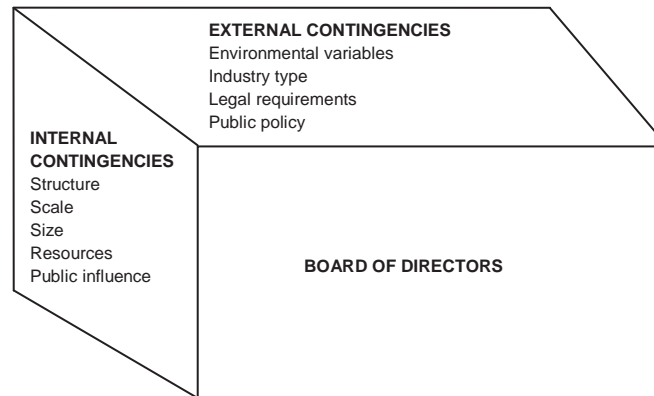 EXTERNAL CONTINGENCIES
Environmental variables
Industry type
Legal requirements
Public policy
INTERNAL
CONTINGENCIES
Structure
Scale
Size
Resources
Public influence
BOARD OF DIRECTORS